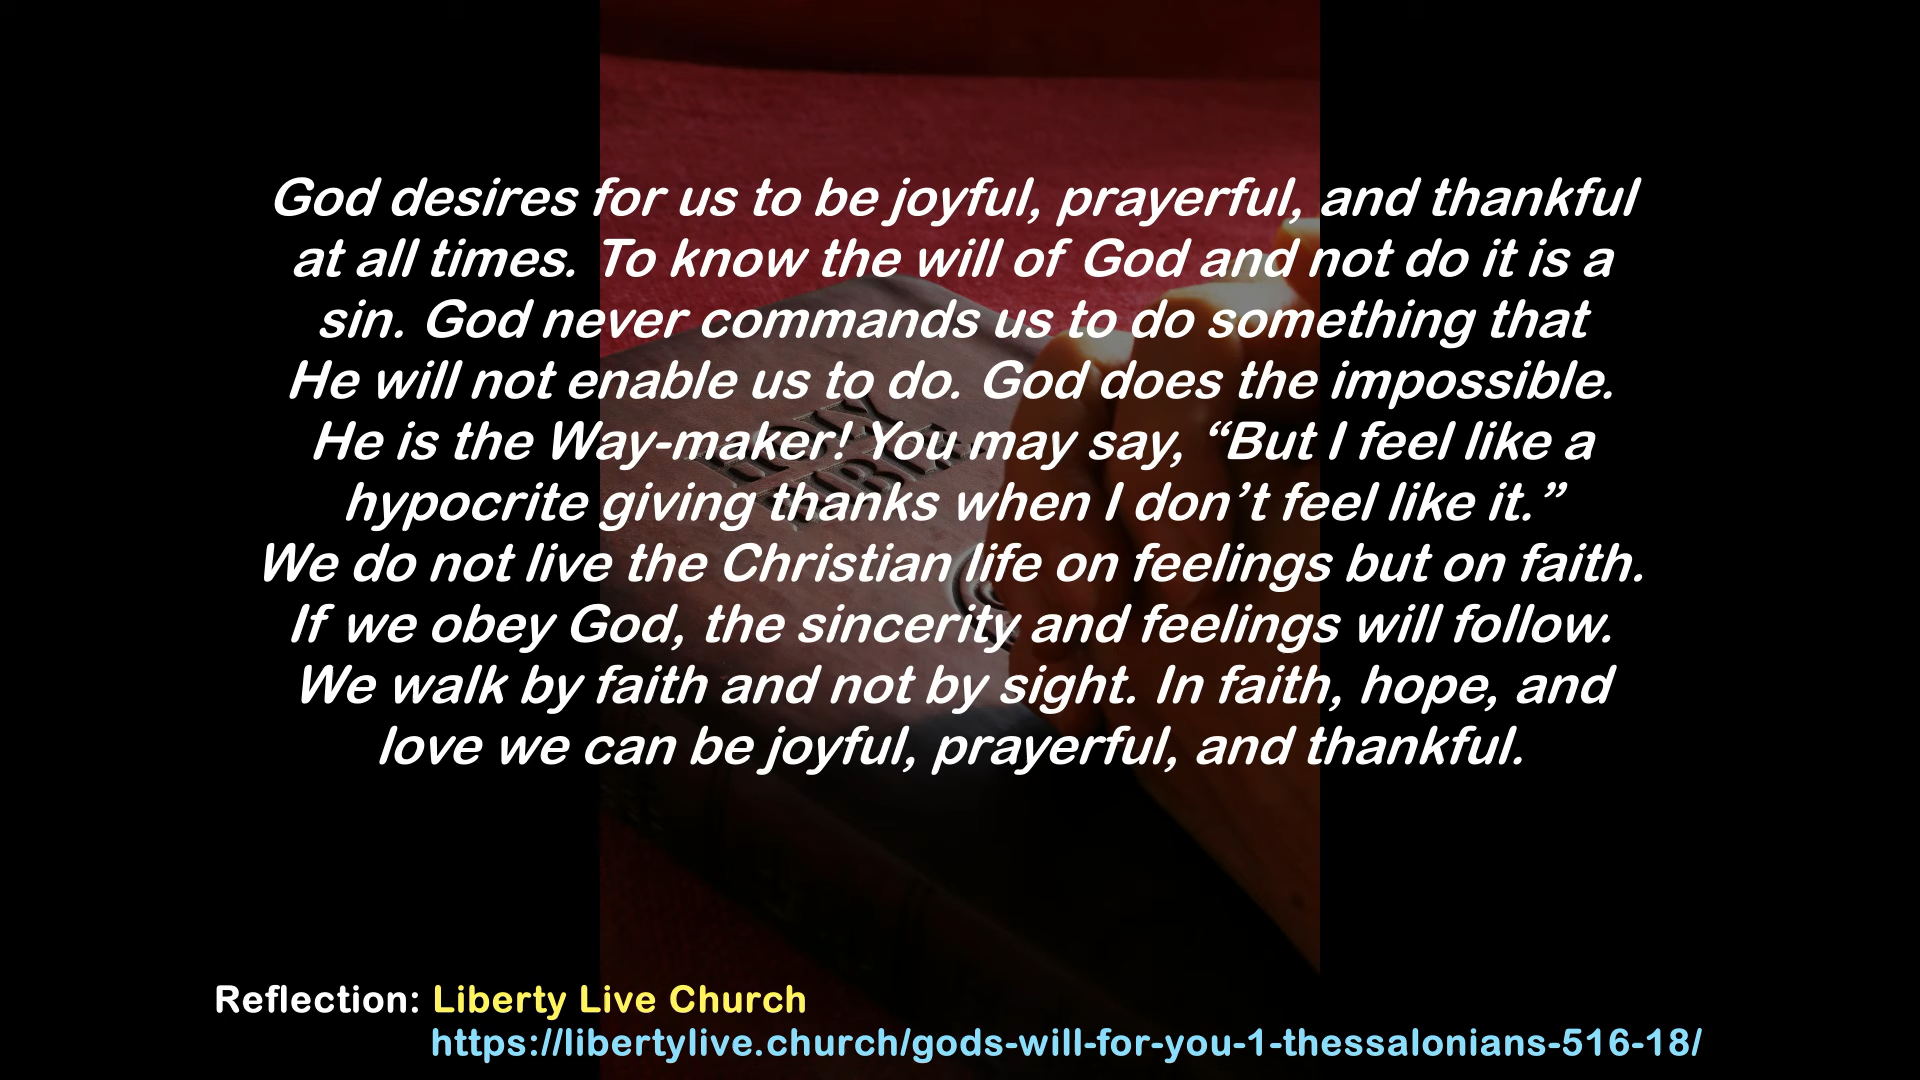 God desires for us to be joyful, prayerful, and thankful
at all times. To know the will of God and not do it is a
sin. God never commands us to do something that
He will not enable us to do. God does the impossible.
He is the Way-maker! You may say, “But I feel like a
hypocrite giving thanks when I don’t feel like it.”
We do not live the Christian life on feelings but on faith.
If we obey God, the sincerity and feelings will follow.
We walk by faith and not by sight. In faith, hope, and
love we can be joyful, prayerful, and thankful.
HOLY
BIBLE
Reflection: Liberty Live Church
https://libertylive.church/gods-will-for-you-1-thessalonians-516-18/